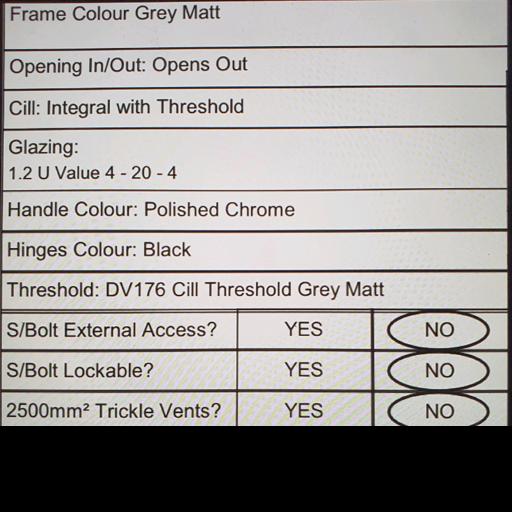 Frame Colour Grey Matt
Opening In/Out: Opens Out
Cill: Integral with Threshold
Glazing:
1.2 U Value 4 - 20 - 4
Handle Colour: Polished Chrome
Hinges Colour: Black
Threshold: DV176 Cill Threshold Grey Matt
S/Bolt External Access? YES NO
S/Bolt Lockable? YES NO
2500mm² Trickle Vents? YES NO